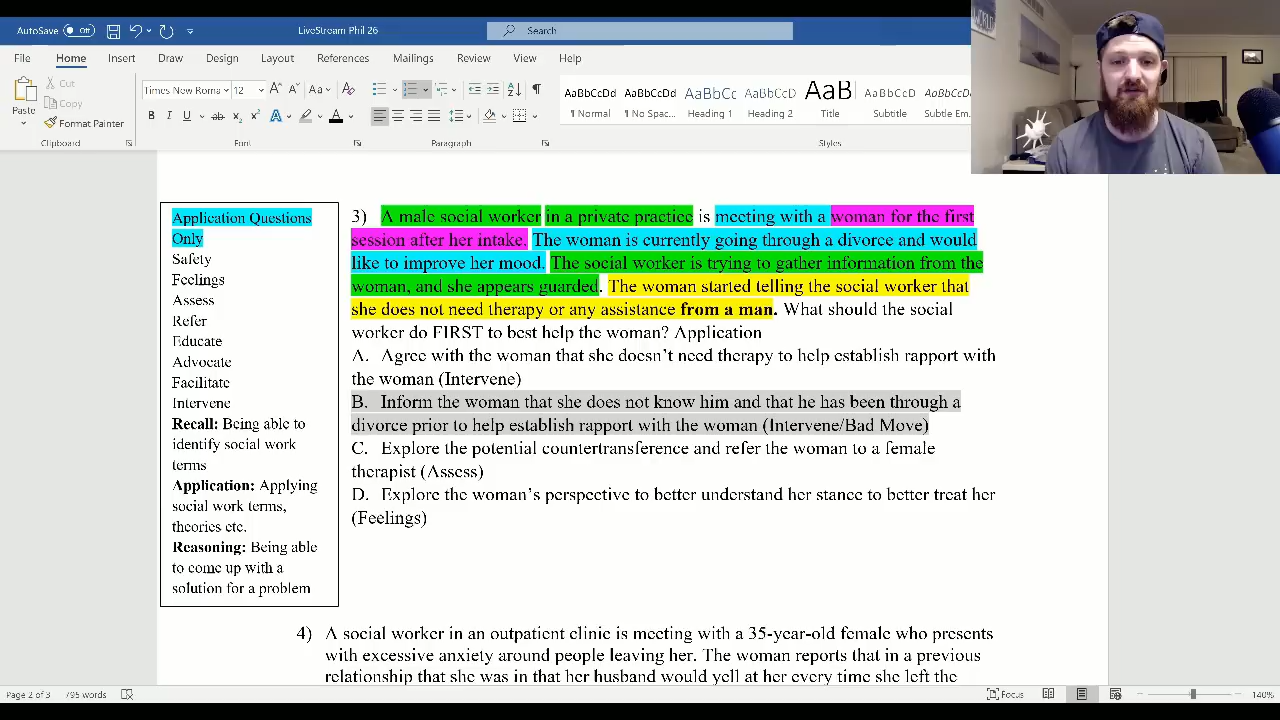 AutoSave Off LiveStream Phil 26 Search
File Home Insert Draw Design Layout References Mailings Review View Help
Paste Cut Copy Format Painter
Times New Roma 12
AaBbCcDd AaBbCcDd AaBbCcD AaBbCcD AaB AaBbCcD AaBbCcD
¶ Normal ¶ No Spac... Heading 1 Heading 2 Title Subtitle Subtle Em...
Clipboard Font Paragraph Styles
Application Questions
Only
Safety
Feelings
Assess
Refer
Educate
Advocate
Facilitate
Intervene
Recall: Being able to
identify social work
terms
Application: Applying
social work terms,
theories etc.
Reasoning: Being able
to come up with a
solution for a problem
3) A male social worker in a private practice is meeting with a woman for the first
session after her intake. The woman is currently going through a divorce and would
like to improve her mood. The social worker is trying to gather information from the
woman, and she appears guarded. The woman started telling the social worker that
she does not need therapy or any assistance from a man. What should the social
worker do FIRST to best help the woman? Application
A. Agree with the woman that she doesn’t need therapy to help establish rapport with
the woman (Intervene)
B. Inform the woman that she does not know him and that he has been through a
divorce prior to help establish rapport with the woman (Intervene/Bad Move)
C. Explore the potential countertransference and refer the woman to a female
therapist (Assess)
D. Explore the woman’s perspective to better understand her stance to better treat her
(Feelings)
4) A social worker in an outpatient clinic is meeting with a 35-year-old female who presents
with excessive anxiety around people leaving her. The woman reports that in a previous
relationship that she was in that her husband would yell at her every time she left the
Page 2 of 3 795 words Focus 140%